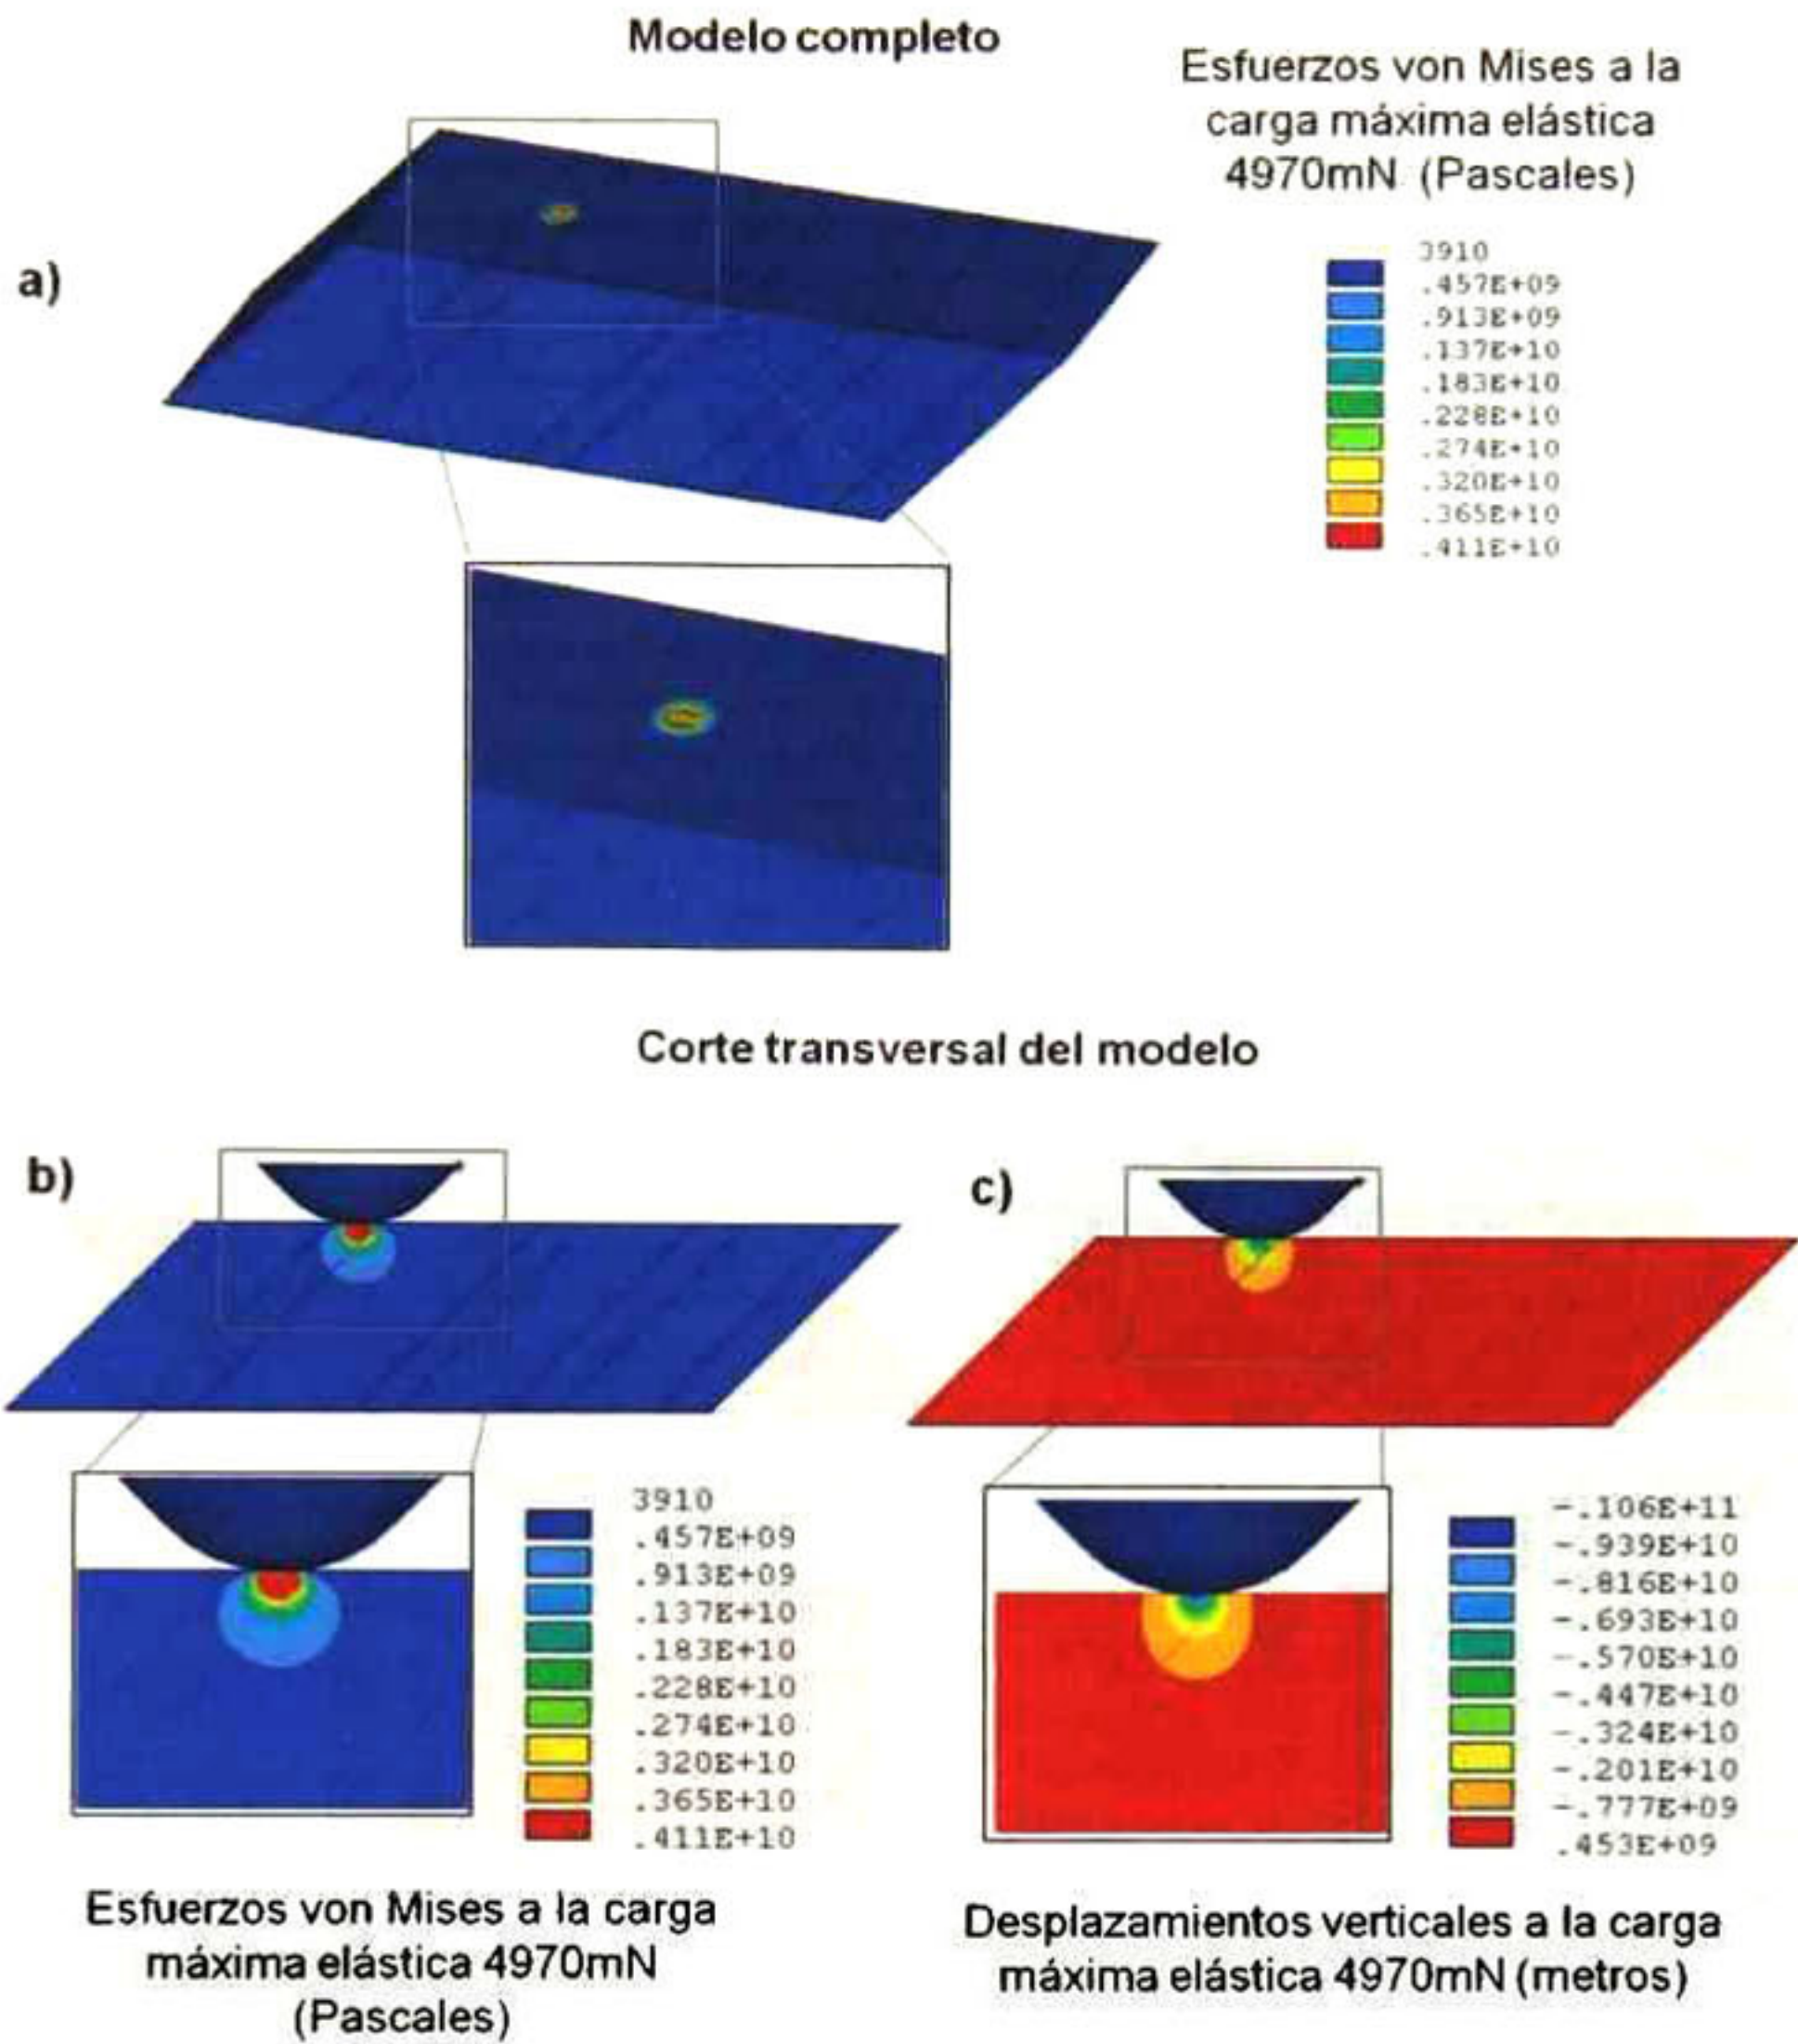 Modelo completo
Esfuerzos von Mises a la
carga máxima elástica
4970mN (Pascales)
a)
3910
.457E+09
.913E+09
.137E+10
.183E+10
.228E+10
.274E+10
.320E+10
.365E+10
.411E+10
Corte transversal del modelo
b)
3910
.457E+09
.913E+09
.137E+10
.183E+10
.228E+10
.274E+10
.320E+10
.365E+10
.411E+10
Esfuerzos von Mises a la carga
máxima elástica 4970mN
(Pascales)
c)
-.106E+11
-.939E+10
-.816E+10
-.693E+10
-.570E+10
-.447E+10
-.324E+10
-.201E+10
-.777E+09
.453E+09
Desplazamientos verticales a la carga
máxima elástica 4970mN (metros)